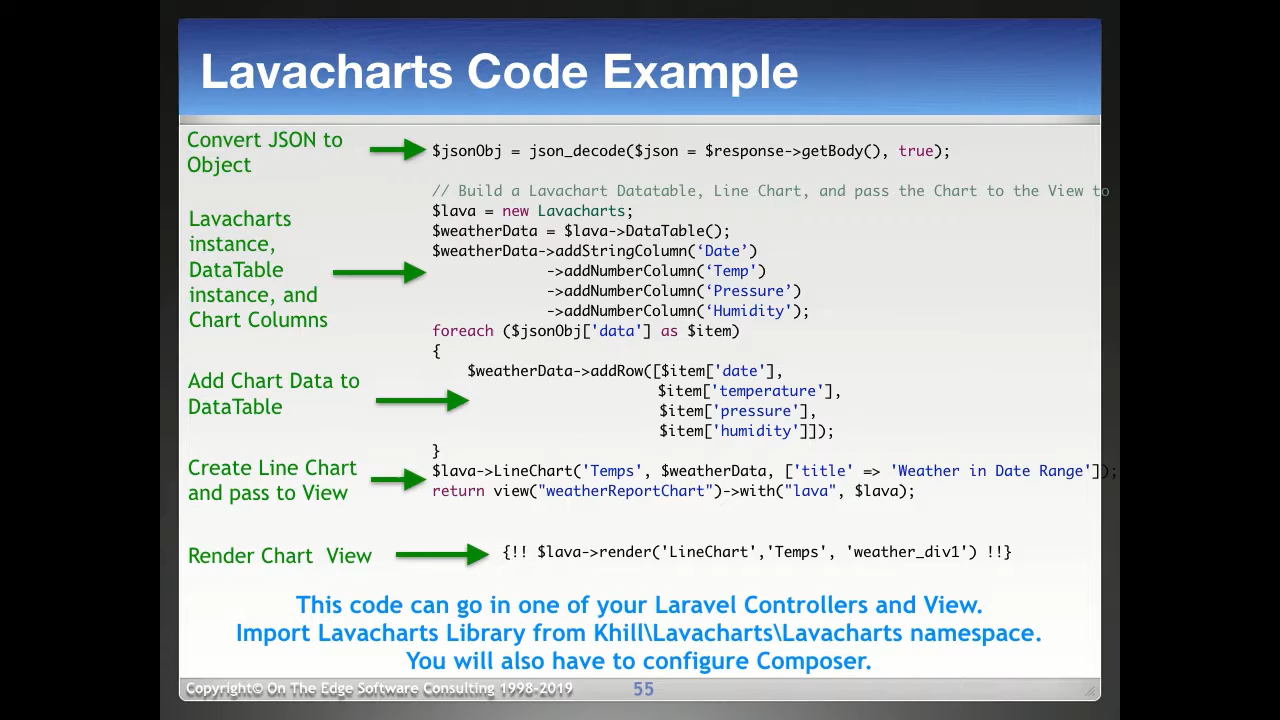 Lavacharts Code Example
Convert JSON to
Object
$jsonObj = json_decode($json = $response->getBody(), true);
// Build a Lavachart Datatable, Line Chart, and pass the Chart to the View to
$lava = new Lavacharts;
$weatherData = $lava->DataTable();
$weatherData->addStringColumn(‘Date’)
->addNumberColumn(‘Temp')
->addNumberColumn(‘Pressure’)
->addNumberColumn(‘Humidity');
Lavacharts
instance,
DataTable
instance, and
Chart Columns
foreach ($jsonObj['data'] as $item)
{
$weatherData->addRow([$item['date'],
$item['temperature'],
$item['pressure'],
$item['humidity']]);
}
Add Chart Data to
DataTable
Create Line Chart
and pass to View
$lava->LineChart('Temps', $weatherData, ['title' => 'Weather in Date Range']);
return view("weatherReportChart")->with("lava", $lava);
Render Chart View
{!! $lava->render('LineChart','Temps', 'weather_div1') !!}
This code can go in one of your Laravel Controllers and View.
Import Lavacharts Library from Khill\Lavacharts\Lavacharts namespace.
You will also have to configure Composer.
Copyright© On The Edge Software Consulting 1998-2019
55